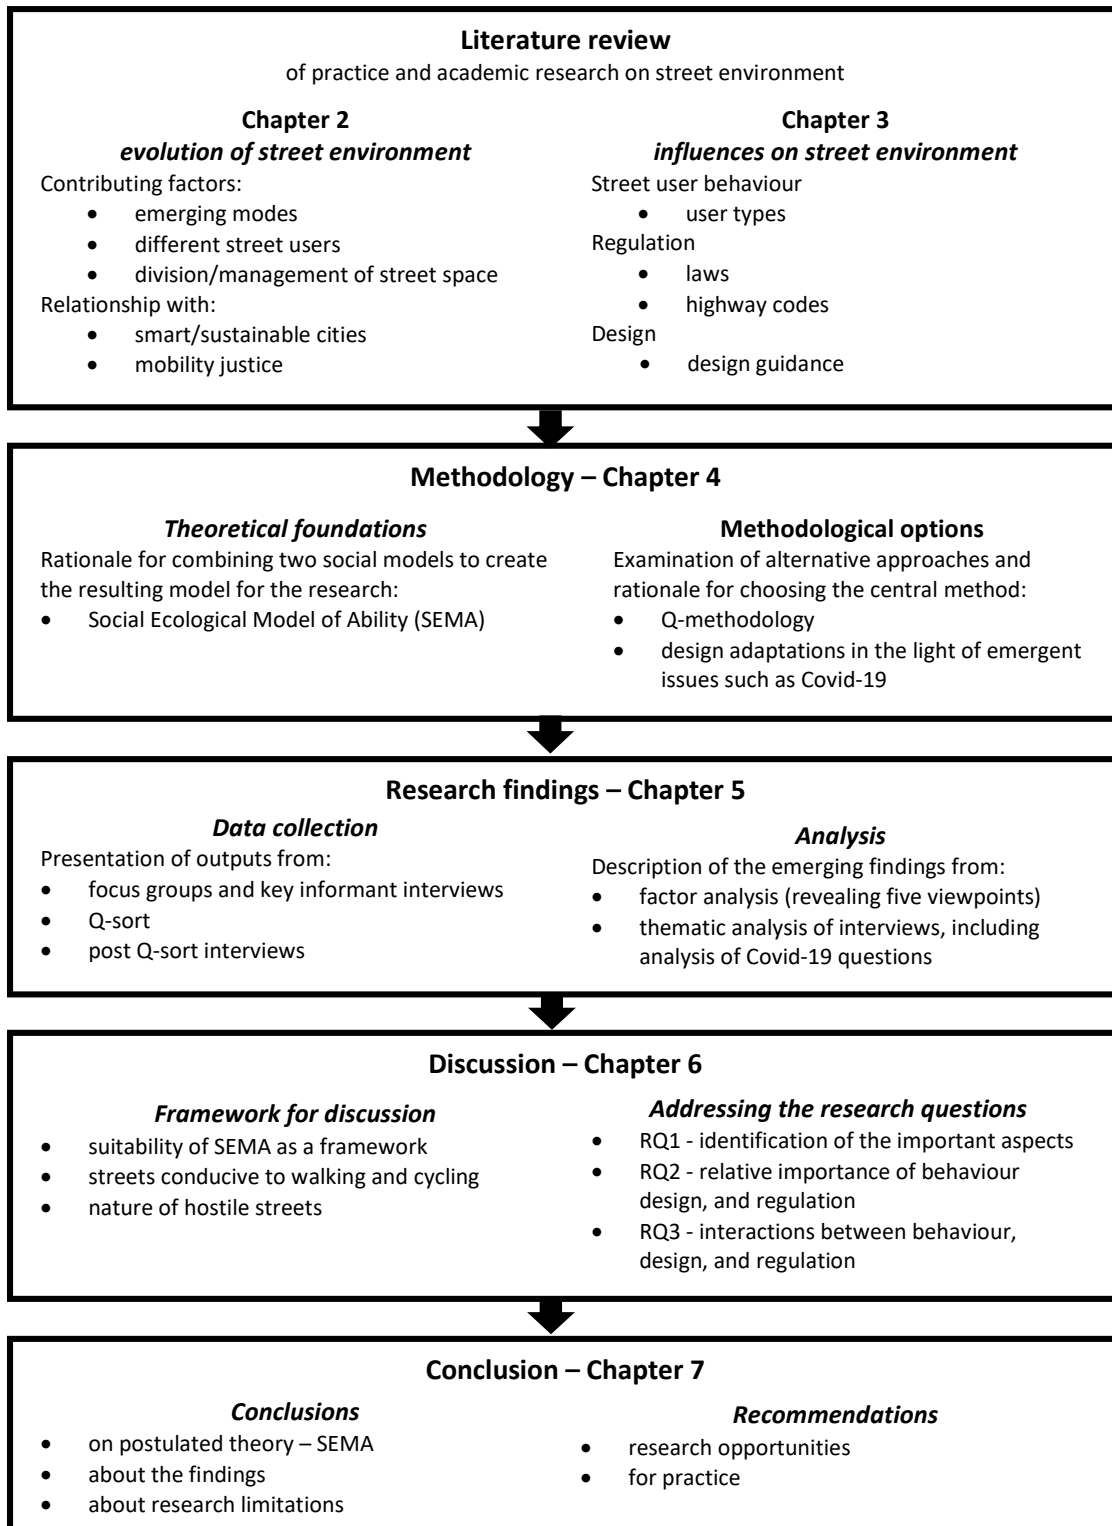 Literature review
of practice and academic research on street environment
Chapter 2
evolution of street environment
Contributing factors:
• emerging modes
• different street users
• division/management of street space
Relationship with:
• smart/sustainable cities
• mobility justice
Chapter 3
influences on street environment
Street user behaviour
• user types
Regulation
• laws
• highway codes
Design
• design guidance
Methodology – Chapter 4
Theoretical foundations
Rationale for combining two social models to create
the resulting model for the research:
• Social Ecological Model of Ability (SEMA)
Methodological options
Examination of alternative approaches and
rationale for choosing the central method:
• Q-methodology
• design adaptations in the light of emergent
issues such as Covid-19
Research findings – Chapter 5
Data collection
Presentation of outputs from:
• focus groups and key informant interviews
• Q-sort
• post Q-sort interviews
Analysis
Description of the emerging findings from:
• factor analysis (revealing five viewpoints)
• thematic analysis of interviews, including
analysis of Covid-19 questions
Discussion – Chapter 6
Framework for discussion
• suitability of SEMA as a framework
• streets conducive to walking and cycling
• nature of hostile streets
Addressing the research questions
• RQ1 - identification of the important aspects
• RQ2 - relative importance of behaviour
design, and regulation
• RQ3 - interactions between behaviour,
design, and regulation
Conclusion – Chapter 7
Conclusions
• on postulated theory – SEMA
• about the findings
• about research limitations
Recommendations
• research opportunities
• for practice